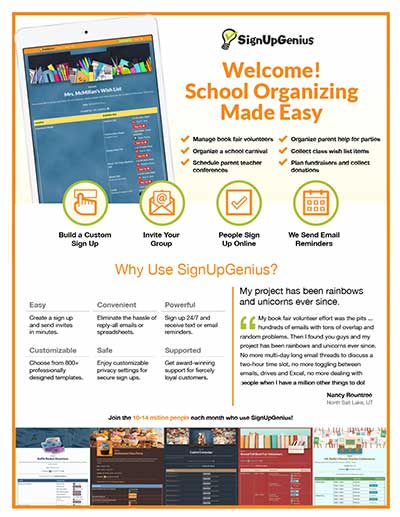 SignUpGenius
Welcome!
School Organizing
Made Easy
Mrs. McMillan's Wish List
Manage book fair volunteers
Organize a school carnival
Schedule parent teacher
conferences
Organize parent help for parties
Collect class wish list items
Plan fundraisers and collect
donations
Build a Custom
Sign Up
Invite Your
Group
People Sign
Up Online
We Send Email
Reminders
Why Use SignUpGenius?
Easy
Create a sign up
and send invites
in minutes.
Convenient
Eliminate the hassle of
reply-all emails or
spreadsheets.
Powerful
Sign up 24/7 and
receive text or email
reminders.
Customizable
Choose from 800+
professionally
designed templates.
Safe
Enjoy customizable
privacy settings for
secure sign ups.
Supported
Get award-winning
support for fiercely
loyal customers.
My project has been rainbows
and unicorns ever since.
My book fair volunteer effort was the pits ...
hundreds of emails with tons of overlap and
random problems. Then I found you guys and my
project has been rainbows and unicorns ever since.
No more multi-day long email threads to discuss a
two-hour time slot, no more toggling between
emails, drives and Excel, no more dealing with
people when I have a million other things to do!
Nancy Rountree
North Salt Lake, UT
Join the 10-14 million people each month who use SignUpGenius!